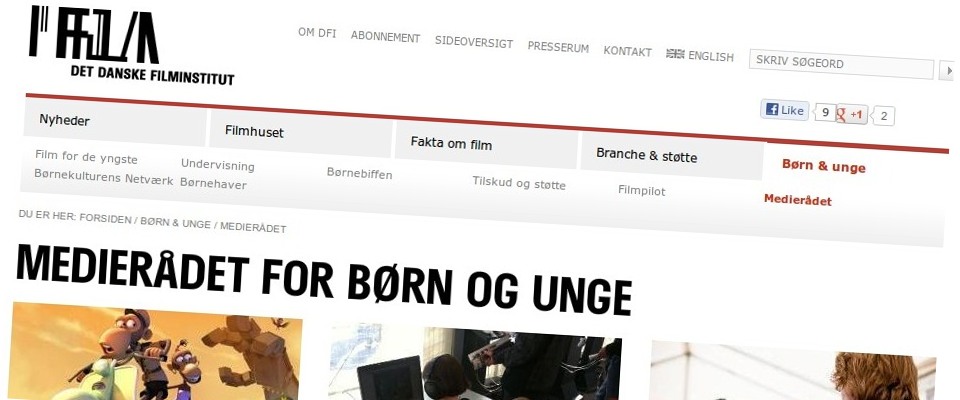 DET DANSKE FILMINSTITUT
OM DFI ABONNEMENT SIDEOVERSIGT PRESSERUM KONTAKT ENGLISH
SKRIV SØGEORD
Like 9 +1 2
Nyheder Filmhuset Fakta om film Branche & støtte Børn & unge
Film for de yngste Undervisning Børnebiffen Tilskud og støtte Filmpilot Medierådet
Børnekulturens Netværk Børnehaver
DU ER HER: FORSIDEN / BØRN & UNGE / MEDIERÅDET
MEDIERÅDET FOR BØRN OG UNGE